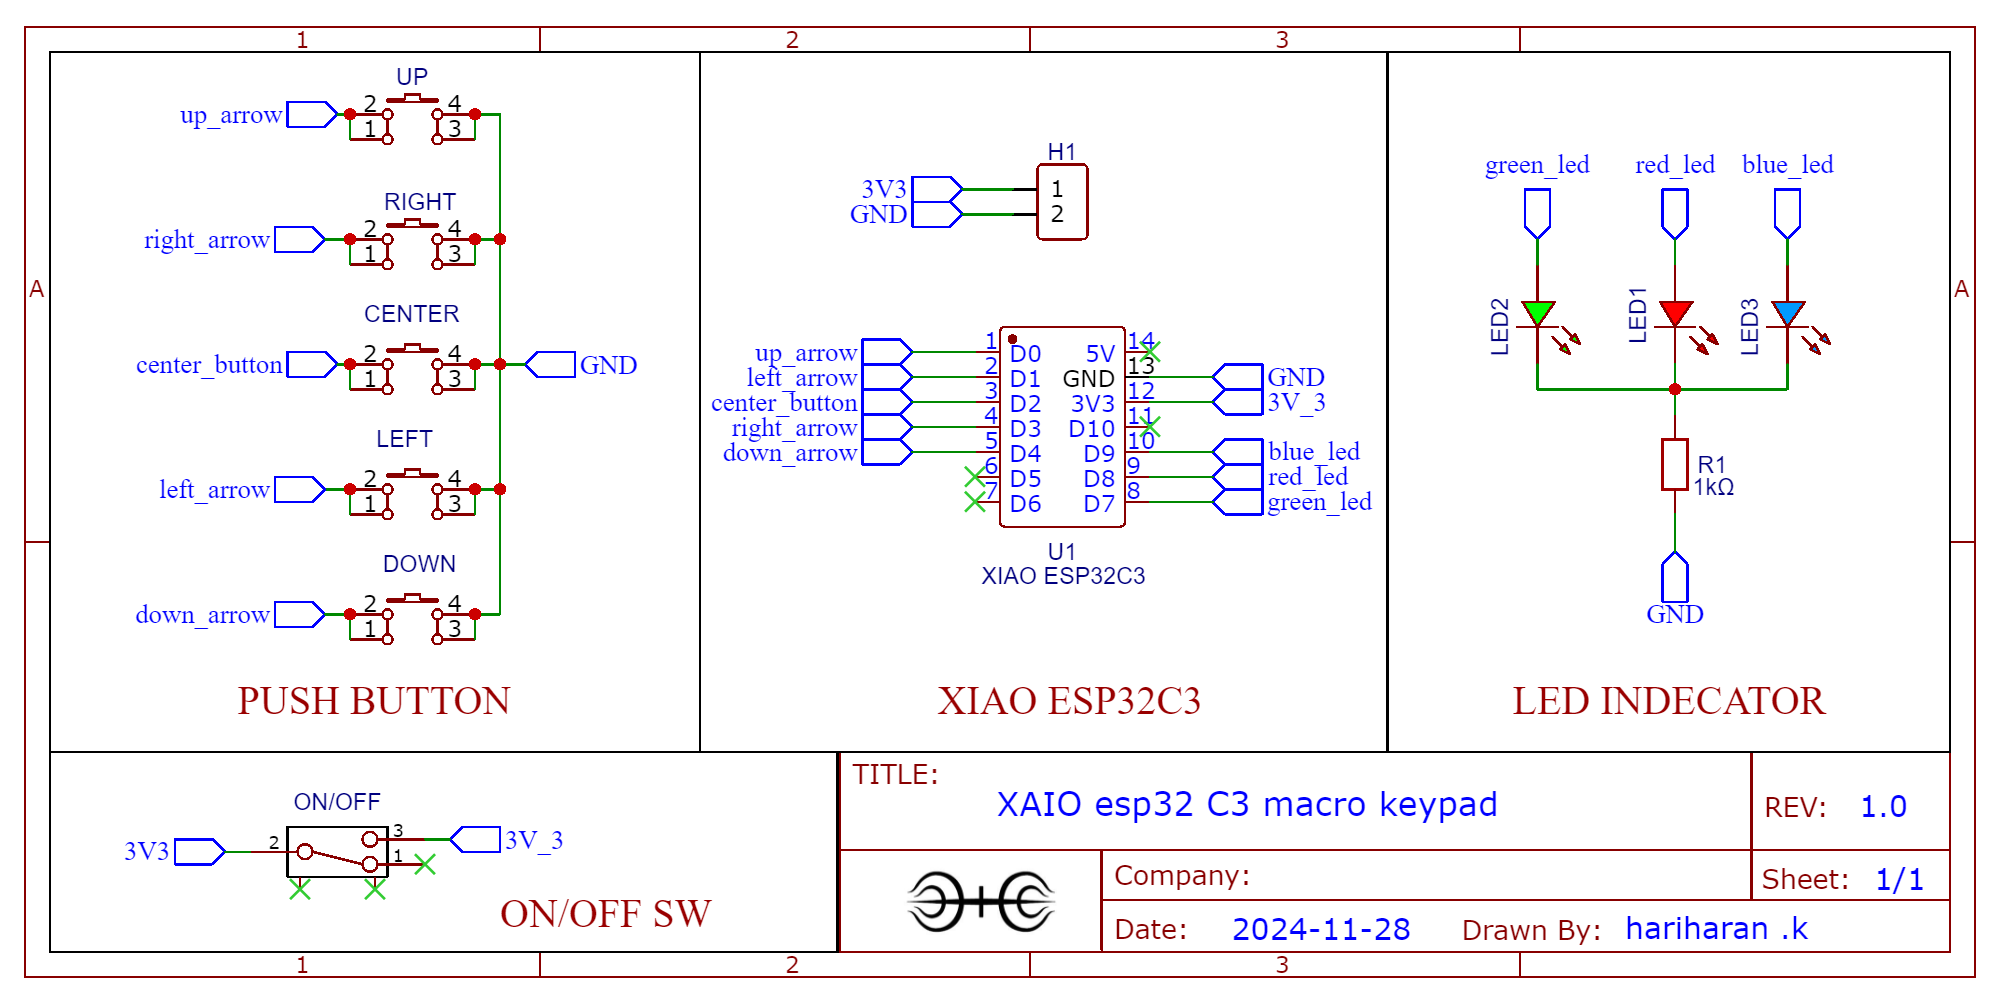 1 2 3
A A
UP
up_arrow 2 4
1 3
RIGHT
right_arrow 2 4
1 3
CENTER
center_button 2 4 GND
1 3
LEFT
left_arrow 2 4
1 3
DOWN
down_arrow 2 4
1 3
PUSH BUTTON
H1
3V3 1
GND 2
1 D0 5V 14
up_arrow
2 D1 GND 13
left_arrow GND
3 D2 3V3 12
center_button 3V_3
4 D3 D10 11
right_arrow
5 D4 D9 10
down_arrow blue_led
6 D5 D8 9
red_led
7 D6 D7 8
green_led
U1
XIAO ESP32C3
XIAO ESP32C3
green_led red_led blue_led
LED2 LED1 LED3
R1
1kΩ
GND
LED INDECATOR
ON/OFF
3V3 2 3 3V_3
1
ON/OFF SW
TITLE:
XAIO esp32 C3 macro keypad
REV: 1.0
Company:
Sheet: 1/1
Date: 2024-11-28 Drawn By: hariharan .k
1 2 3